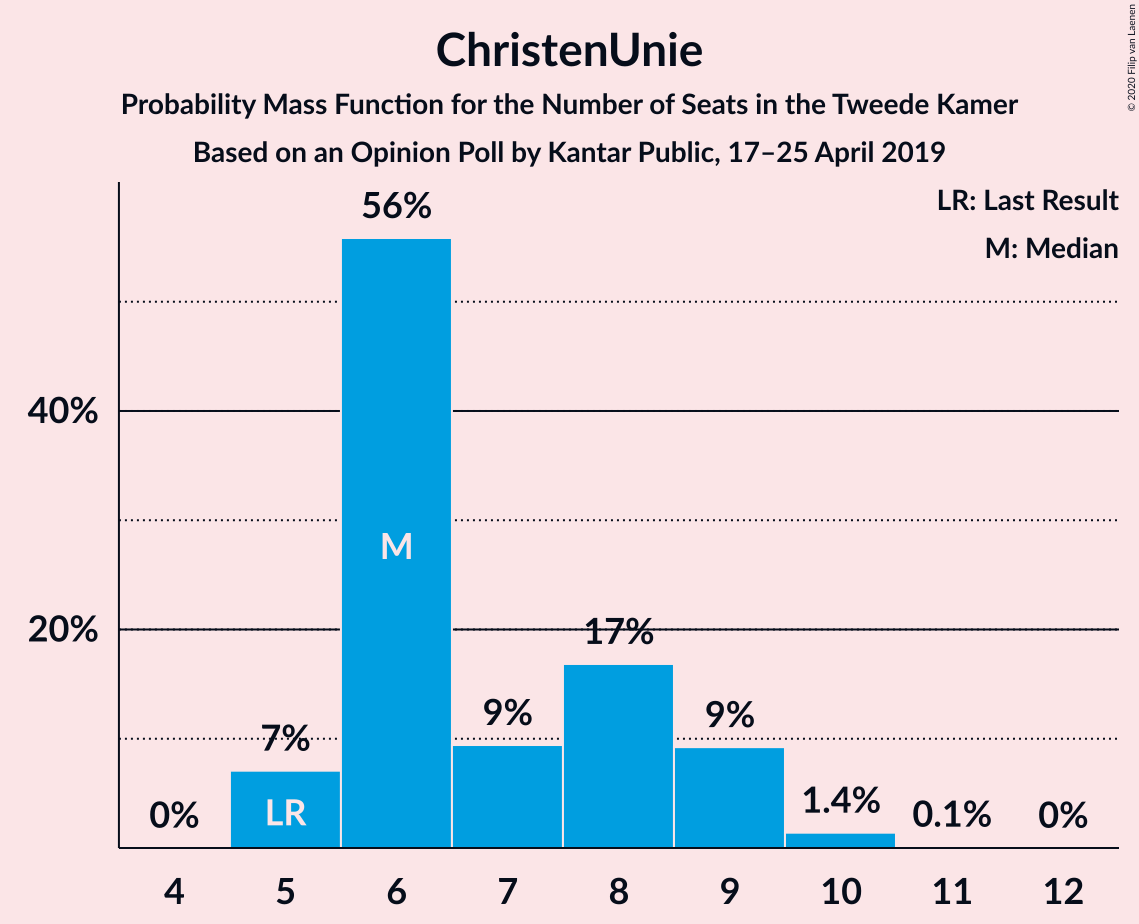 ChristenUnie
Probability Mass Function for the Number of Seats in the Tweede Kamer
Based on an Opinion Poll by Kantar Public, 17–25 April 2019
© 2020 Filip van Laenen
LR: Last Result
M: Median
56%
40%
M
20%
17%
9%
9%
7%
LR
0%
1.4%
0.1%
0%
4 5 6 7 8 9 10 11 12